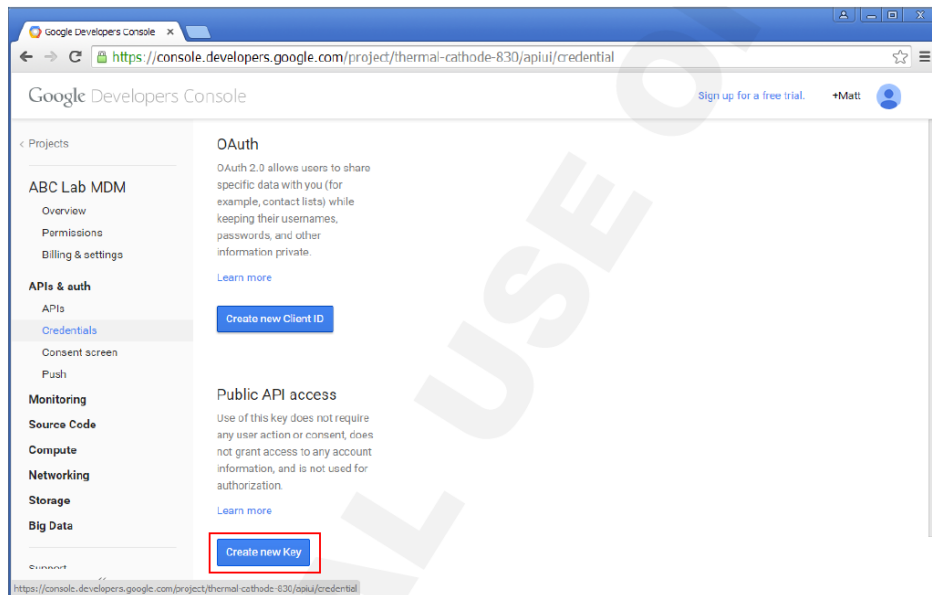 Google Developers Console
https://console.developers.google.com/project/thermal-cathode-830/apiui/credential
Google Developers Console
Sign up for a free trial.
+Matt
< Projects
ABC Lab MDM
Overview
Permissions
Billing & settings
APIs & auth
APIs
Credentials
Consent screen
Push
Monitoring
Source Code
Compute
Networking
Storage
Big Data
Support
OAuth
OAuth 2.0 allows users to share
specific data with you (for
example, contact lists) while
keeping their usernames,
passwords, and other
information private.
Learn more
Create new Client ID
Public API access
Use of this key does not require
any user action or consent, does
not grant access to any account
information, and is not used for
authorization.
Learn more
Create new Key
https://console.developers.google.com/project/thermal-cathode-830/apiui/credential
AL USE O